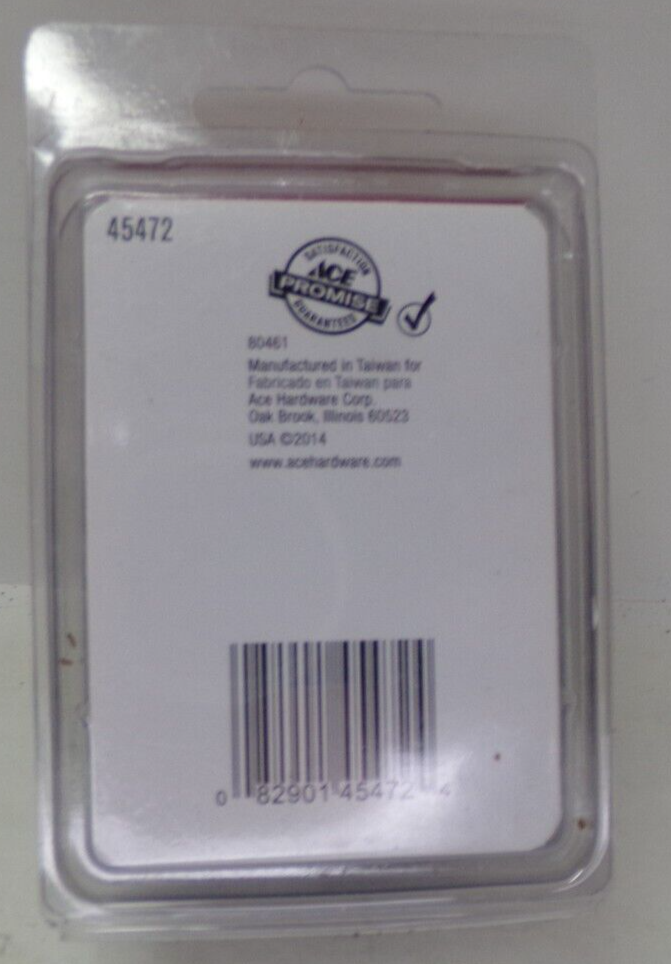 45472
SATISFACTION
ACE
PROMISE
GUARANTEED
80461
Manufactured in Taiwan for
Fabricado en Taiwan para
Ace Hardware Corp.
Oak Brook, Illinois 60523
USA ©2014
www.acehardware.com
0 82901 45472 4